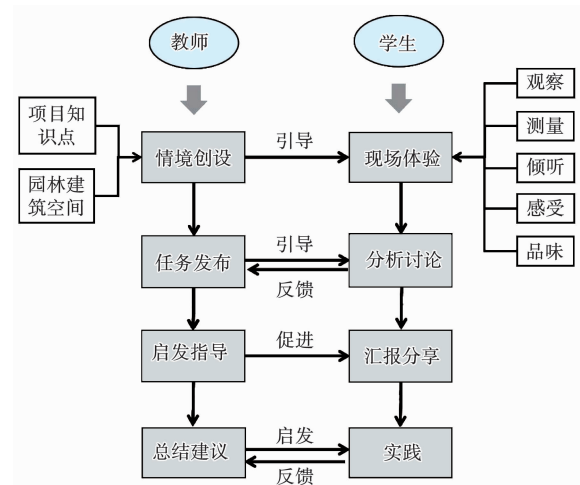 教师
学生
项目知
识点
园林建
筑空间
情境创设
引导
现场体验
观察
测量
倾听
感受
品味
任务发布
引导
反馈
分析讨论
启发指导
促进
汇报分享
总结建议
启发
反馈
实践